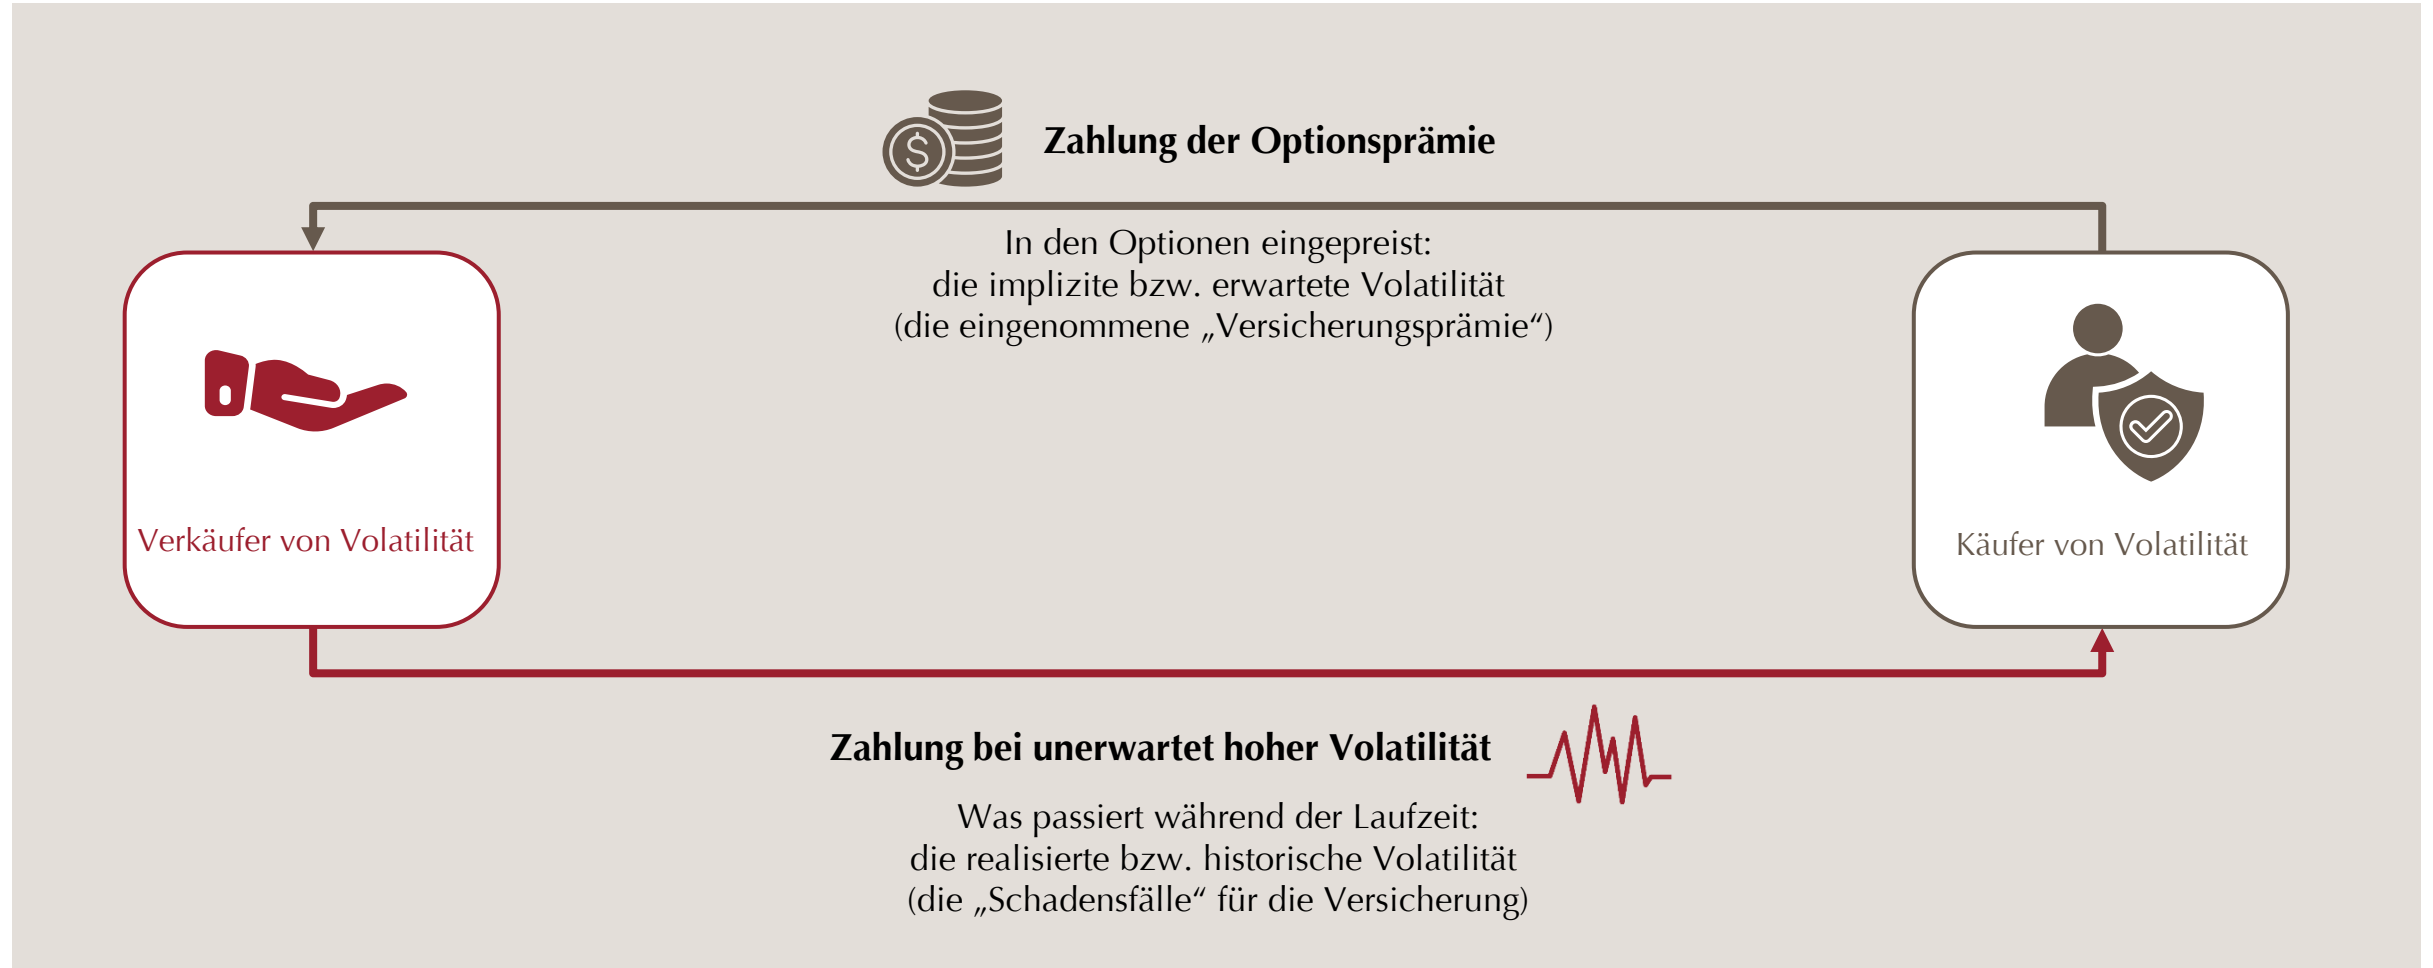 $
Zahlung der Optionsprämie
In den Optionen eingepreist:
die implizite bzw. erwartete Volatilität
(die eingenommene „Versicherungsprämie“)
Verkäufer von Volatilität
Käufer von Volatilität
Zahlung bei unerwartet hoher Volatilität
Was passiert während der Laufzeit:
die realisierte bzw. historische Volatilität
(die „Schadensfälle“ für die Versicherung)